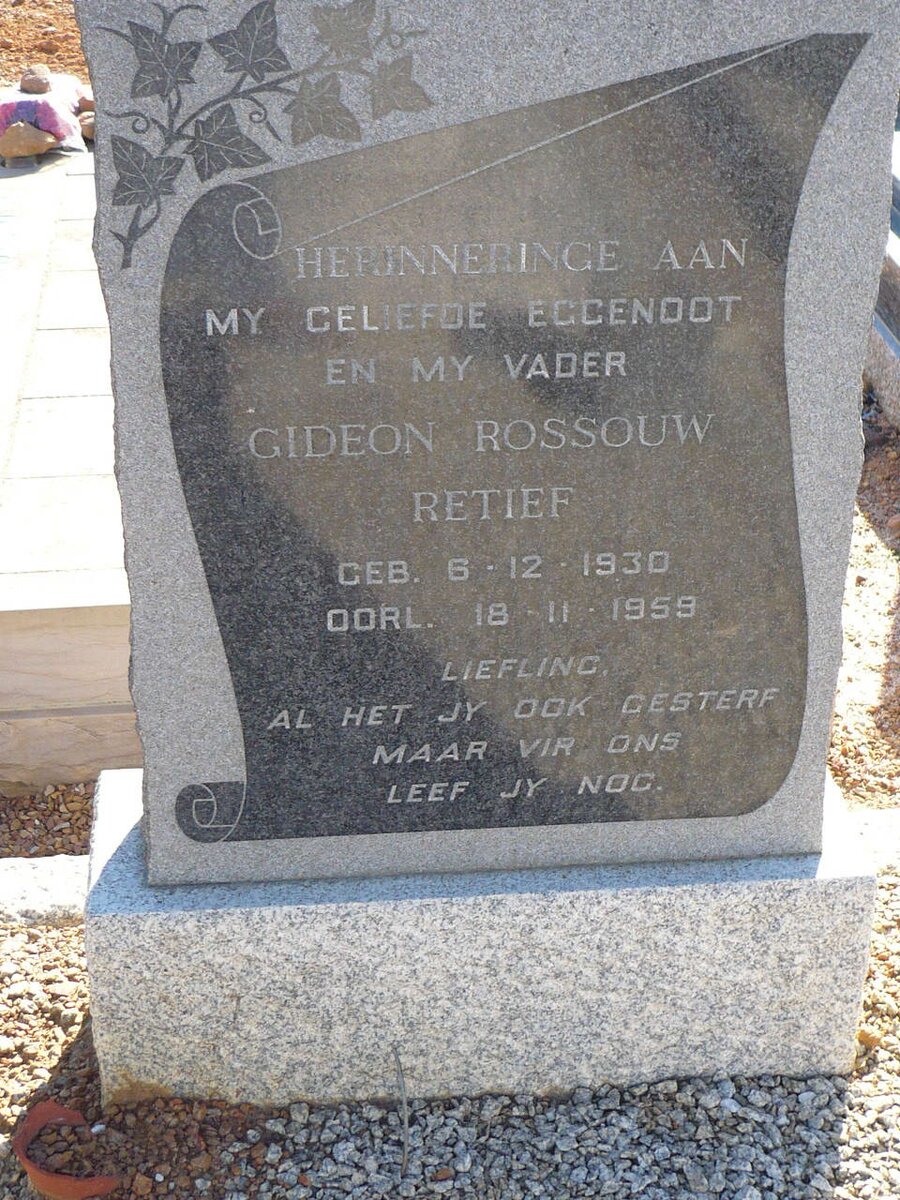 HERINNERINGE AAN
MY GELIEFDE EGGENOOT
EN MY VADER
GIDEON ROSSOUW
RETIEF
GEB. 6-12-1930
OORL. 18-11-1959
LIEFLING.
AL HET JY OOK GESTERF
MAAR VIR ONS
LEEF JY NOG.